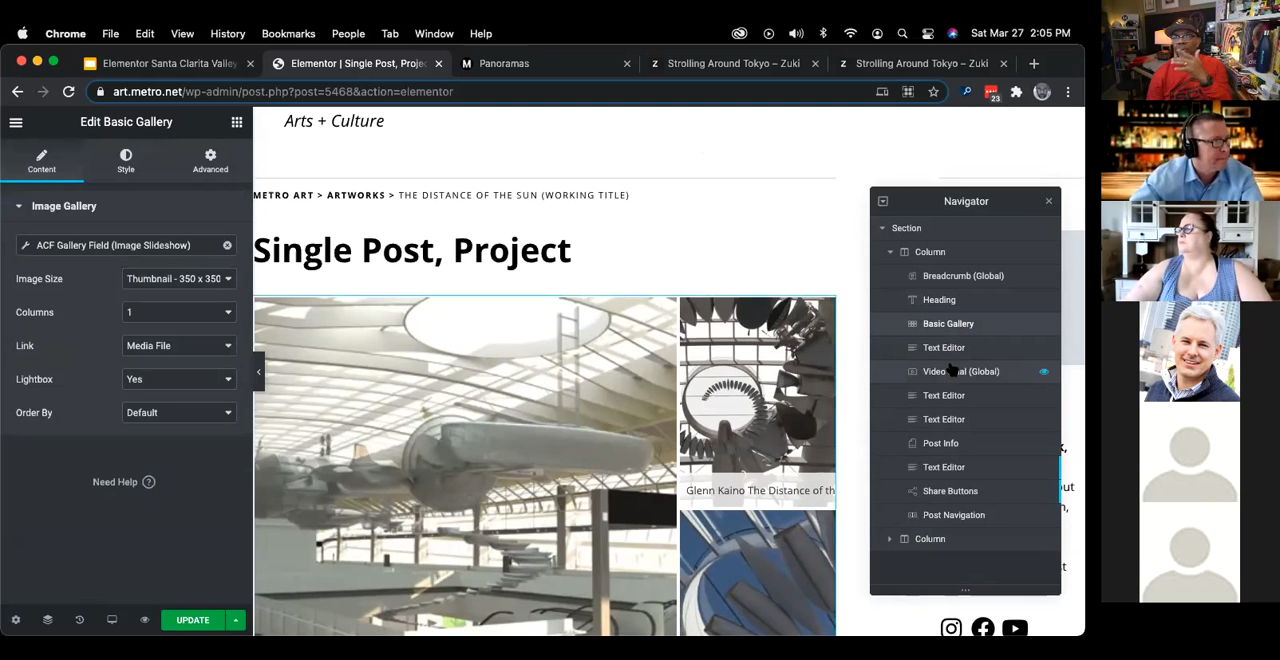 Chrome File Edit View History Bookmarks People Tab Window Help Sat Mar 27 2:05 PM
Elementor Santa Clarita Valley Elementor | Single Post, Projec Panoramas Strolling Around Tokyo – Zuki Strolling Around Tokyo – Zuki
art.metro.net/wp-admin/post.php?post=5468&action=elementor
23
Edit Basic Gallery
Content Style Advanced
Image Gallery
ACF Gallery Field (Image Slideshow)
Image Size Thumbnail - 350 x 350
Columns 1
Link Media File
Lightbox Yes
Order By Default
Need Help ?
UPDATE
Arts + Culture
METRO ART > ARTWORKS > THE DISTANCE OF THE SUN (WORKING TITLE)
Single Post, Project
Glenn Kaino The Distance of th
Navigator
Section
Column
Breadcrumb (Global)
Heading
Basic Gallery
Text Editor
(Global)
Text Editor
Text Editor
Post Info
Text Editor
Share Buttons
Post Navigation
Column